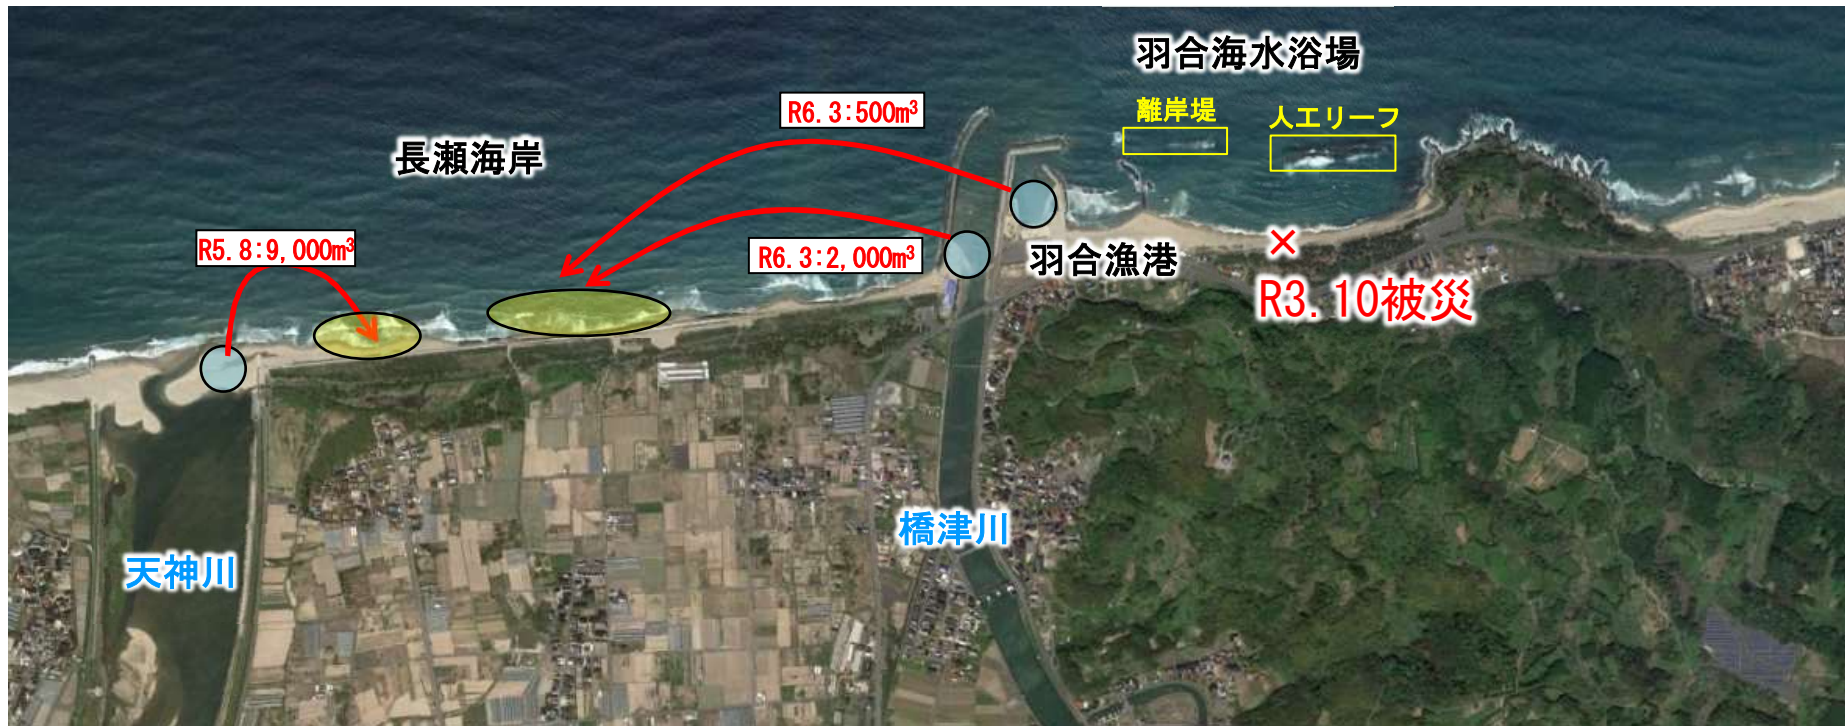 羽合海水浴場
離岸堤
人工リーフ
R6.3:500m³
長瀬海岸
R5.8:9,000m³
R6.3:2,000m³
羽合漁港
×
R3.10被災
橋津川
天神川